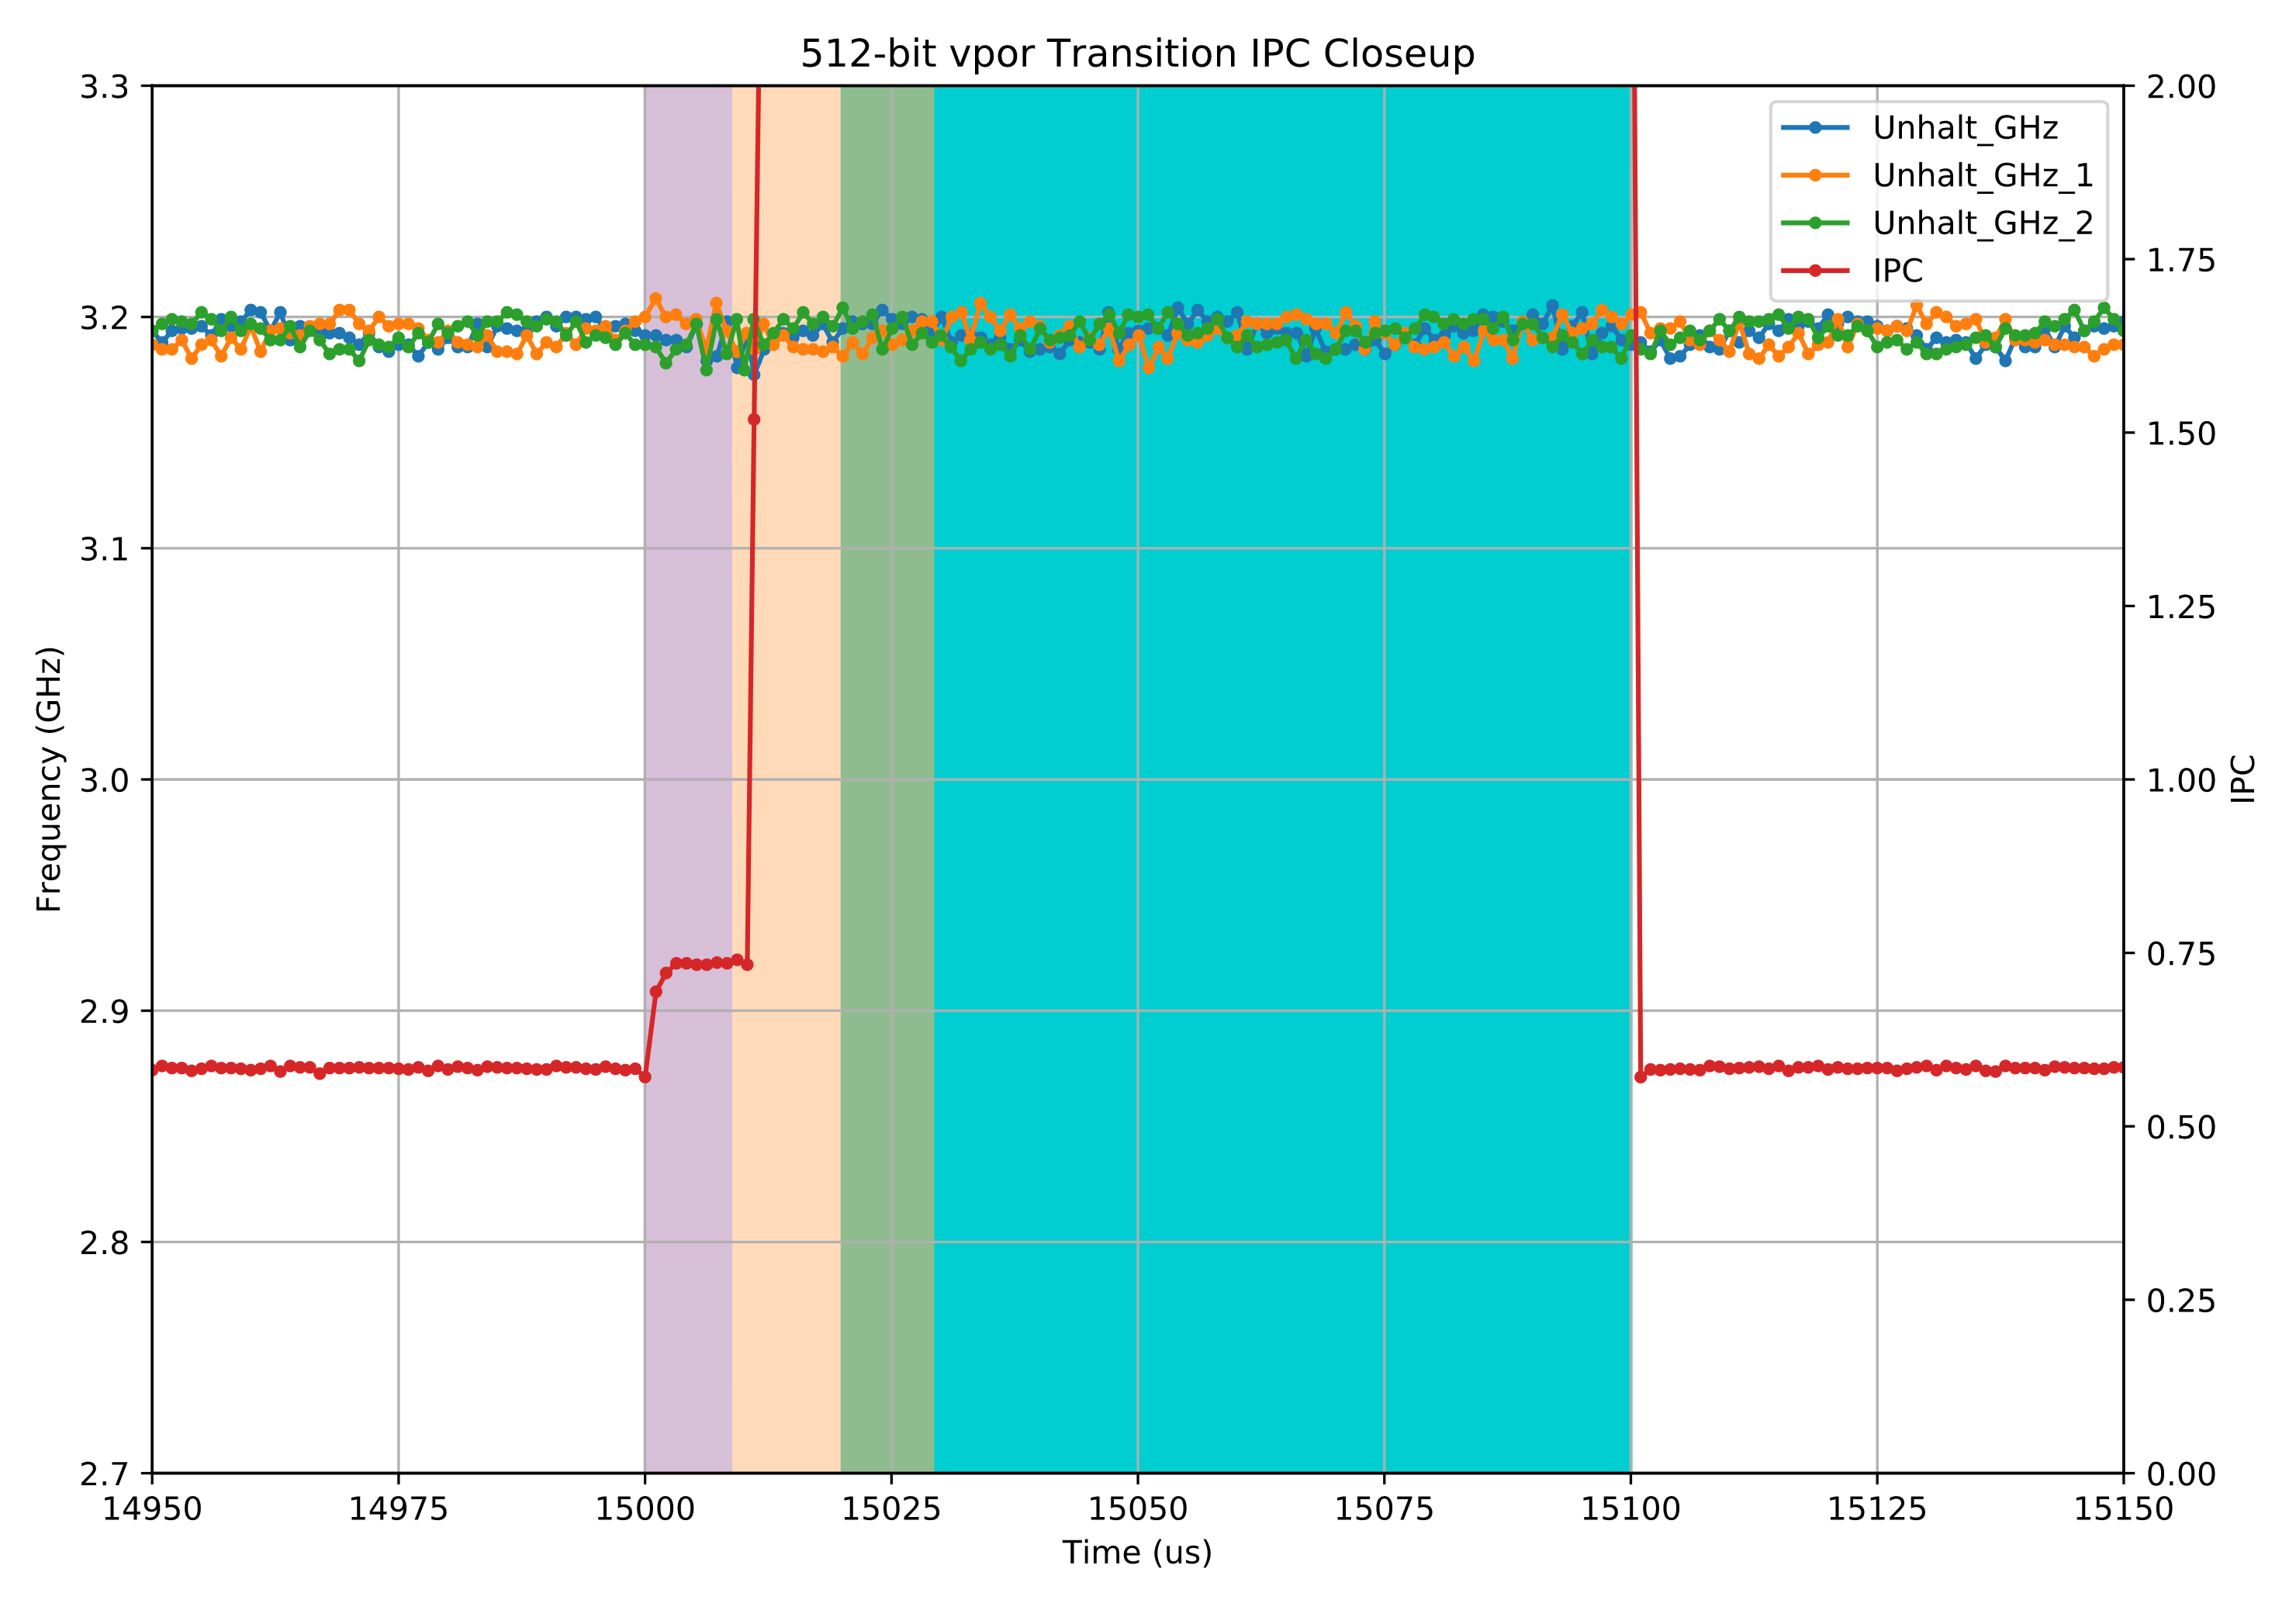 512-bit vpor Transition IPC Closeup
3.3
3.2
3.1
3.0
2.9
2.8
2.7
Frequency (GHz)
2.00
1.75
1.50
1.25
1.00
0.75
0.50
0.25
0.00
IPC
Unhalt_GHz
Unhalt_GHz_1
Unhalt_GHz_2
IPC
14950 14975 15000 15025 15050 15075 15100 15125 15150
Time (us)